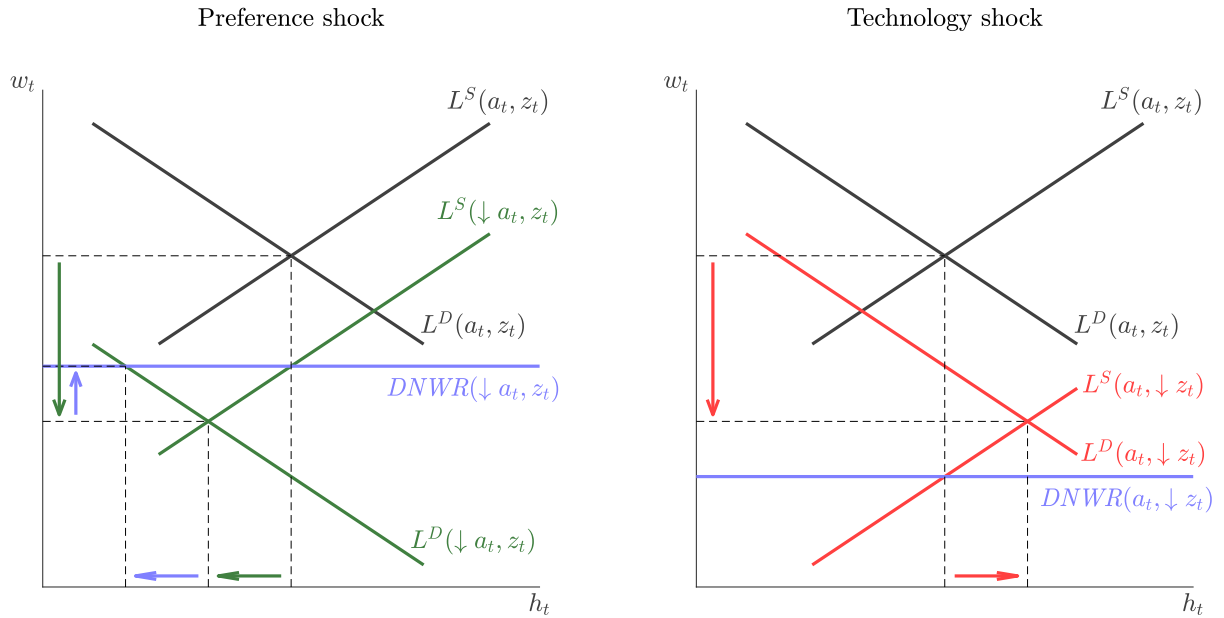 Preference shock
w_t
L^S(a_t, z_t)
L^S(↓ a_t, z_t)
L^D(a_t, z_t)
DNWR(↓ a_t, z_t)
L^D(↓ a_t, z_t)
h_t
Technology shock
w_t
L^S(a_t, z_t)
L^D(a_t, z_t)
L^S(a_t, ↓ z_t)
L^D(a_t, ↓ z_t)
DNWR(a_t, ↓ z_t)
h_t